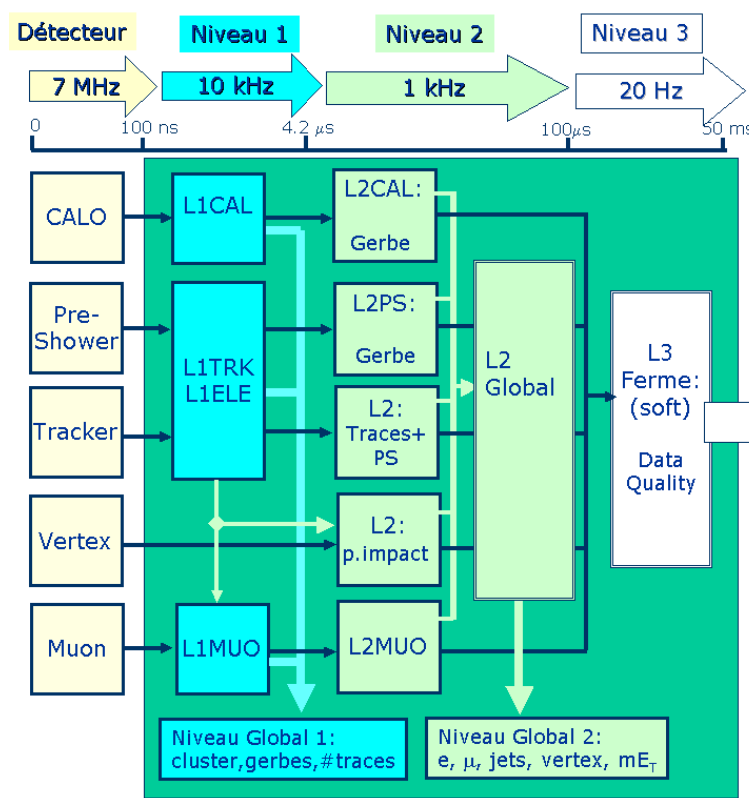 Détecteur
Niveau 1
Niveau 2
Niveau 3
7 MHz
10 kHz
1 kHz
20 Hz
0
100 ns
4.2 μs
100μs
50 ms
CALO
L1CAL
L2CAL:
Gerbe
Pre-
Shower
L1TRK
L1ELE
L2PS:
Gerbe
L2
Global
L3
Ferme:
(soft)
Data
Quality
Tracker
L2:
Traces+
PS
Vertex
L2:
p.impact
Muon
L1MUO
L2MUO
Niveau Global 1:
cluster,gerbes,#traces
Niveau Global 2:
e, μ, jets, vertex, mET